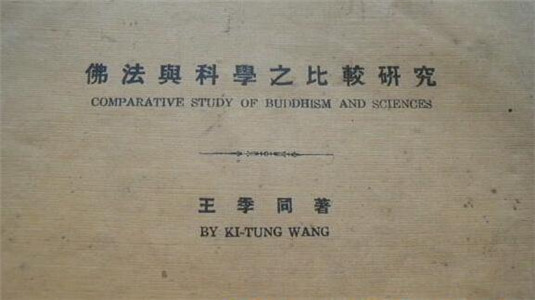 佛法與科學之比較研究
COMPARATIVE STUDY OF BUDDHISM AND SCIENCES
王季同著
BY KI-TUNG WANG